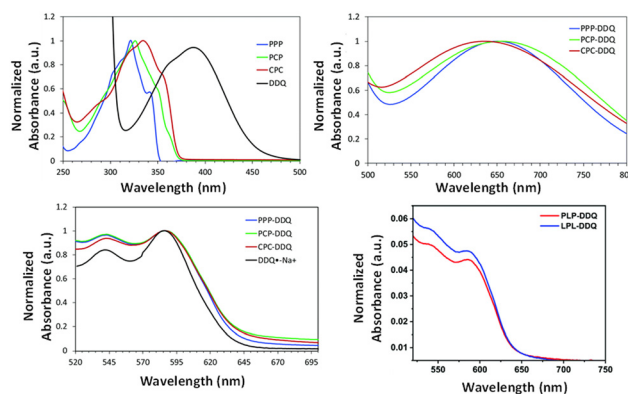 Normalized
Absorbance (a.u.)
1
0.8
0.6
0.4
0.2
0
250
300
350
400
450
500
Wavelength (nm)
PPP
PCP
CPC
DDQ
Normalized
Absorbance (a.u.)
1
0.8
0.6
0.4
0.2
0
500
550
600
650
700
750
800
Wavelength (nm)
PPP-DDQ
PCP-DDQ
CPC-DDQ
Normalized
Absorbance (a.u.)
1
0.8
0.6
0.4
0.2
0
520
545
570
595
620
645
670
695
Wavelength (nm)
PPP-DDQ
PCP-DDQ
CPC-DDQ
DDQ•-Na+
Normalized
Absorbance (a.u.)
0.06
0.05
0.04
0.03
0.02
0.01
550
600
650
700
750
Wavelength (nm)
PLP-DDQ
LPL-DDQ